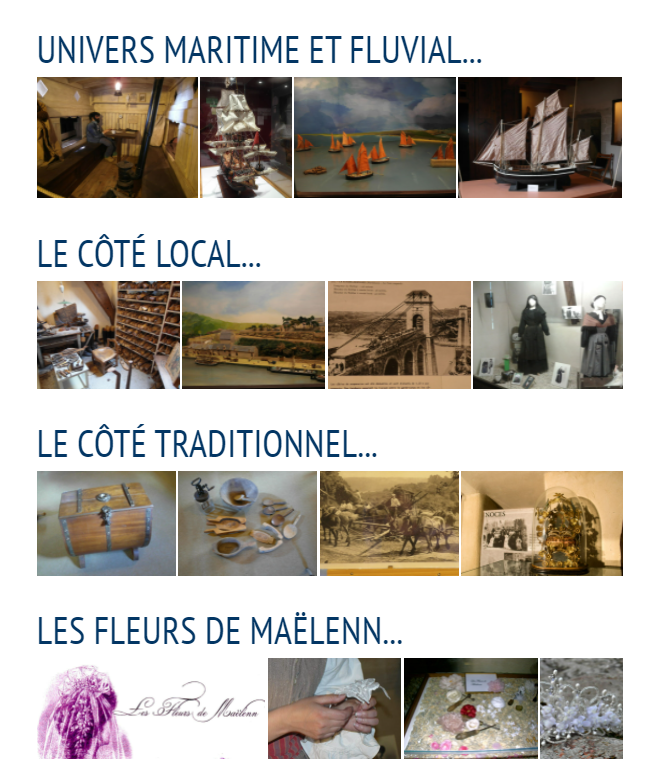 UNIVERS MARITIME ET FLUVIAL...
LE CÔTÉ LOCAL...
LE CÔTÉ TRADITIONNEL...
NOCES
LES FLEURS DE MAËLENN...
Les Fleurs de Maëlenn